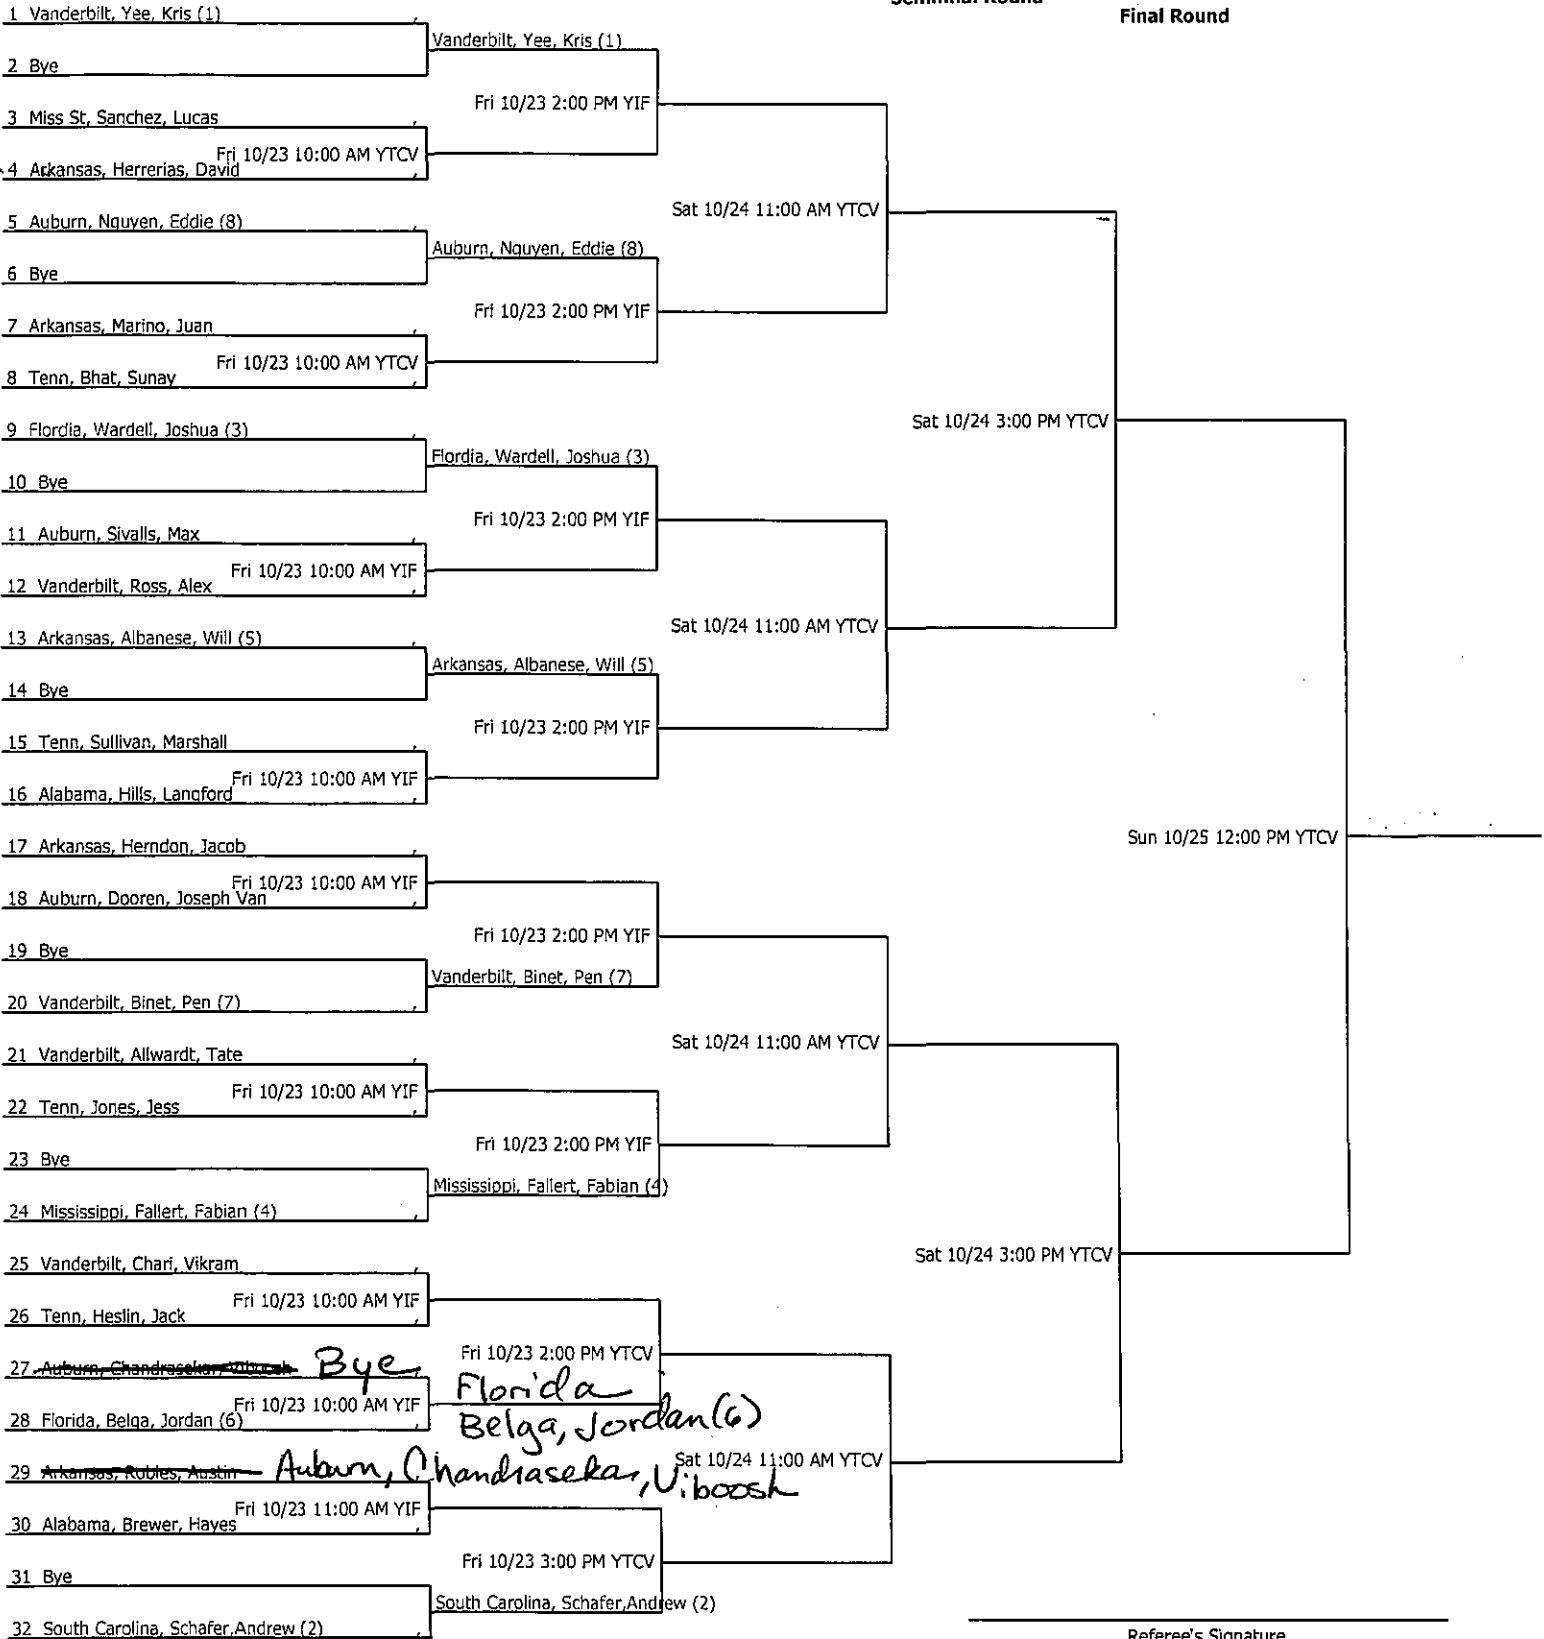 Semifinal Round
Final Round
1 Vanderbilt, Yee, Kris (1)
Vanderbilt, Yee, Kris (1)
2 Bye
Fri 10/23 2:00 PM YIF
3 Miss St, Sanchez, Lucas
Fri 10/23 10:00 AM YTCV
4 Arkansas, Herrerias, David
Sat 10/24 11:00 AM YTCV
5 Auburn, Nguyen, Eddie (8)
Auburn, Nguyen, Eddie (8)
6 Bye
Fri 10/23 2:00 PM YIF
7 Arkansas, Marino, Juan
Fri 10/23 10:00 AM YTCV
8 Tenn, Bhat, Sunay
Sat 10/24 3:00 PM YTCV
9 Flordia, Wardell, Joshua (3)
Flordia, Wardell, Joshua (3)
10 Bye
Fri 10/23 2:00 PM YIF
11 Auburn, Sivalls, Max
Fri 10/23 10:00 AM YIF
12 Vanderbilt, Ross, Alex
Sat 10/24 11:00 AM YTCV
13 Arkansas, Albanese, Will (5)
Arkansas, Albanese, Will (5)
14 Bye
Fri 10/23 2:00 PM YIF
15 Tenn, Sullivan, Marshall
Fri 10/23 10:00 AM YIF
16 Alabama, Hills, Langford
Sun 10/25 12:00 PM YTCV
17 Arkansas, Herndon, Jacob
Fri 10/23 10:00 AM YIF
18 Auburn, Dooren, Joseph Van
Fri 10/23 2:00 PM YIF
19 Bye
Vanderbilt, Binet, Pen (7)
20 Vanderbilt, Binet, Pen (7)
Sat 10/24 11:00 AM YTCV
21 Vanderbilt, Allwardt, Tate
Fri 10/23 10:00 AM YIF
22 Tenn, Jones, Jess
Fri 10/23 2:00 PM YIF
23 Bye
Mississippi, Fallert, Fabian (4)
24 Mississippi, Fallert, Fabian (4)
Sat 10/24 3:00 PM YTCV
25 Vanderbilt, Chari, Vikram
Fri 10/23 10:00 AM YIF
26 Tenn, Heslin, Jack
Fri 10/23 2:00 PM YTCV
27 Auburn, Chandrasekar, Viboosh Bye
Florida
Fri 10/23 10:00 AM YIF
28 Florida, Belga, Jordan (6)
Belga, Jordan (6)
Sat 10/24 11:00 AM YTCV
29 Arkansas, Robles, Austin Auburn, Chandrasekar, Viboosh
Fri 10/23 11:00 AM YIF
30 Alabama, Brewer, Hayes
Fri 10/23 3:00 PM YTCV
31 Bye
South Carolina, Schafer,Andrew (2)
32 South Carolina, Schafer,Andrew (2)
Referee's Signature